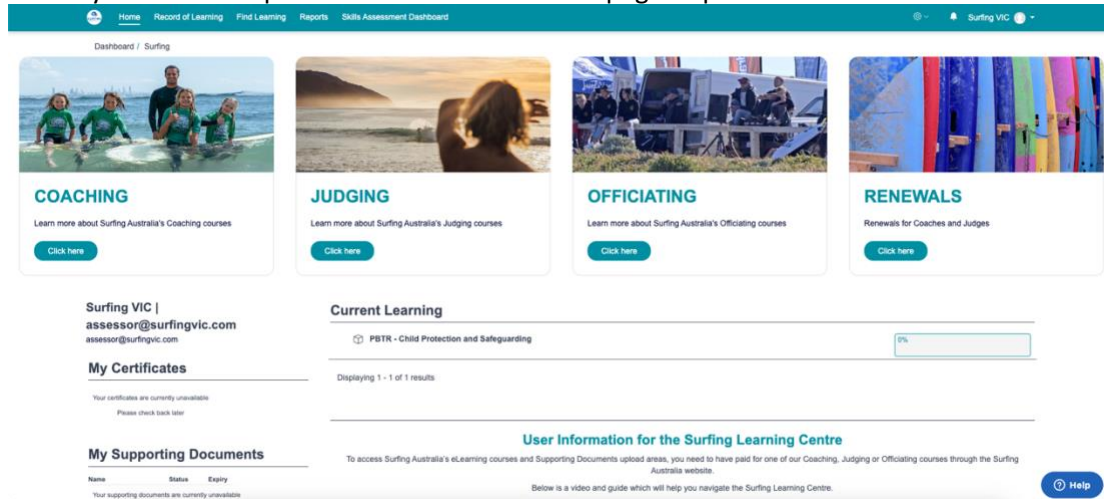 Home Record of Learning Find Learning Reports Skills Assessment Dashboard Surfing VIC
Dashboard / Surfing
COACHING
Learn more about Surfing Australia's Coaching courses
Click here
JUDGING
Learn more about Surfing Australia's Judging courses
Click here
OFFICIATING
Learn more about Surfing Australia's Officiating courses
Click here
RENEWALS
Renewals for Coaches and Judges
Click here
Surfing VIC |
assessor@surfingvic.com
assessor@surfingvic.com
My Certificates
Your certificates are currently unavailable
Please check back later
My Supporting Documents
Name Status Expiry
Your supporting documents are currently unavailable
Current Learning
PBTR - Child Protection and Safeguarding
0%
Displaying 1 - 1 of 1 results
User Information for the Surfing Learning Centre
To access Surfing Australia's eLearning courses and Supporting Documents upload areas, you need to have paid for one of our Coaching, Judging or Officiating courses through the Surfing
Australia website.
Below is a video and guide which will help you navigate the Surfing Learning Centre.
Help